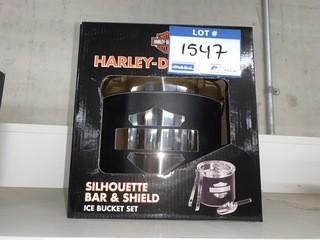 LOT #
1547
HARLEY-D
SILHOUETTE
BAR & SHIELD
ICE BUCKET SET